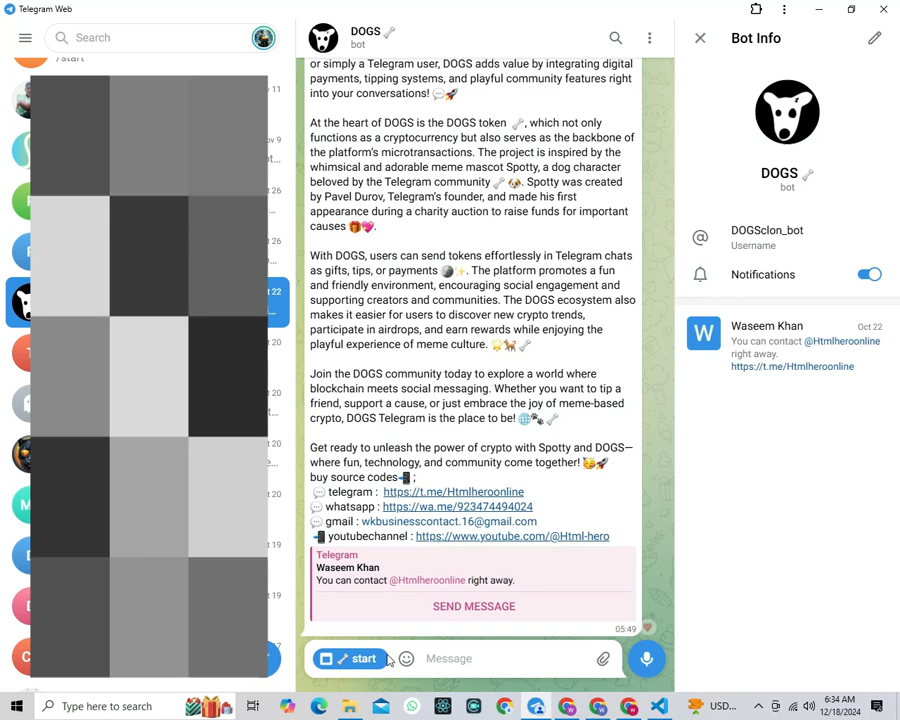 Telegram Web
Search
/start
11
ov 9
ot...
26
26
22
20
20
20
20
19
19
17
W
DOGS
bot
or simply a Telegram user, DOGS adds value by integrating digital
payments, tipping systems, and playful community features right
into your conversations! 💬🚀
At the heart of DOGS is the DOGS token 🦴, which not only
functions as a cryptocurrency but also serves as the backbone of
the platform's microtransactions. The project is inspired by the
whimsical and adorable meme mascot Spotty, a dog character
beloved by the Telegram community 🦴 🐶. Spotty was created
by Pavel Durov, Telegram's founder, and made his first
appearance during a charity auction to raise funds for important
causes 🎁💖.
With DOGS, users can send tokens effortlessly in Telegram chats
as gifts, tips, or payments 🌑✨. The platform promotes a fun
and friendly environment, encouraging social engagement and
supporting creators and communities. The DOGS ecosystem also
makes it easier for users to discover new crypto trends,
participate in airdrops, and earn rewards while enjoying the
playful experience of meme culture. 🌟🐕🦴
Join the DOGS community today to explore a world where
blockchain meets social messaging. Whether you want to tip a
friend, support a cause, or just embrace the joy of meme-based
crypto, DOGS Telegram is the place to be! 🌐🐾🦴
Get ready to unleash the power of crypto with Spotty and DOGS—
where fun, technology, and community come together! 🥳🚀
buy source codes📲 ;
💬 telegram : https://t.me/Htmlheroonline
💬 whatsapp : https://wa.me/923474494024
💬 gmail : wkbusinesscontact.16@gmail.com
📲 youtubechannel : https://www.youtube.com/@Html-hero
Telegram
Waseem Khan
You can contact @Htmlheroonline right away.
SEND MESSAGE
05:49
start
Message
Bot Info
DOGS
bot
DOGSclon_bot
Username
Notifications
Waseem Khan
Oct 22
You can contact @Htmlheroonline
right away.
https://t.me/Htmlheroonline
Type here to search
USD...
6:34 AM
12/18/2024